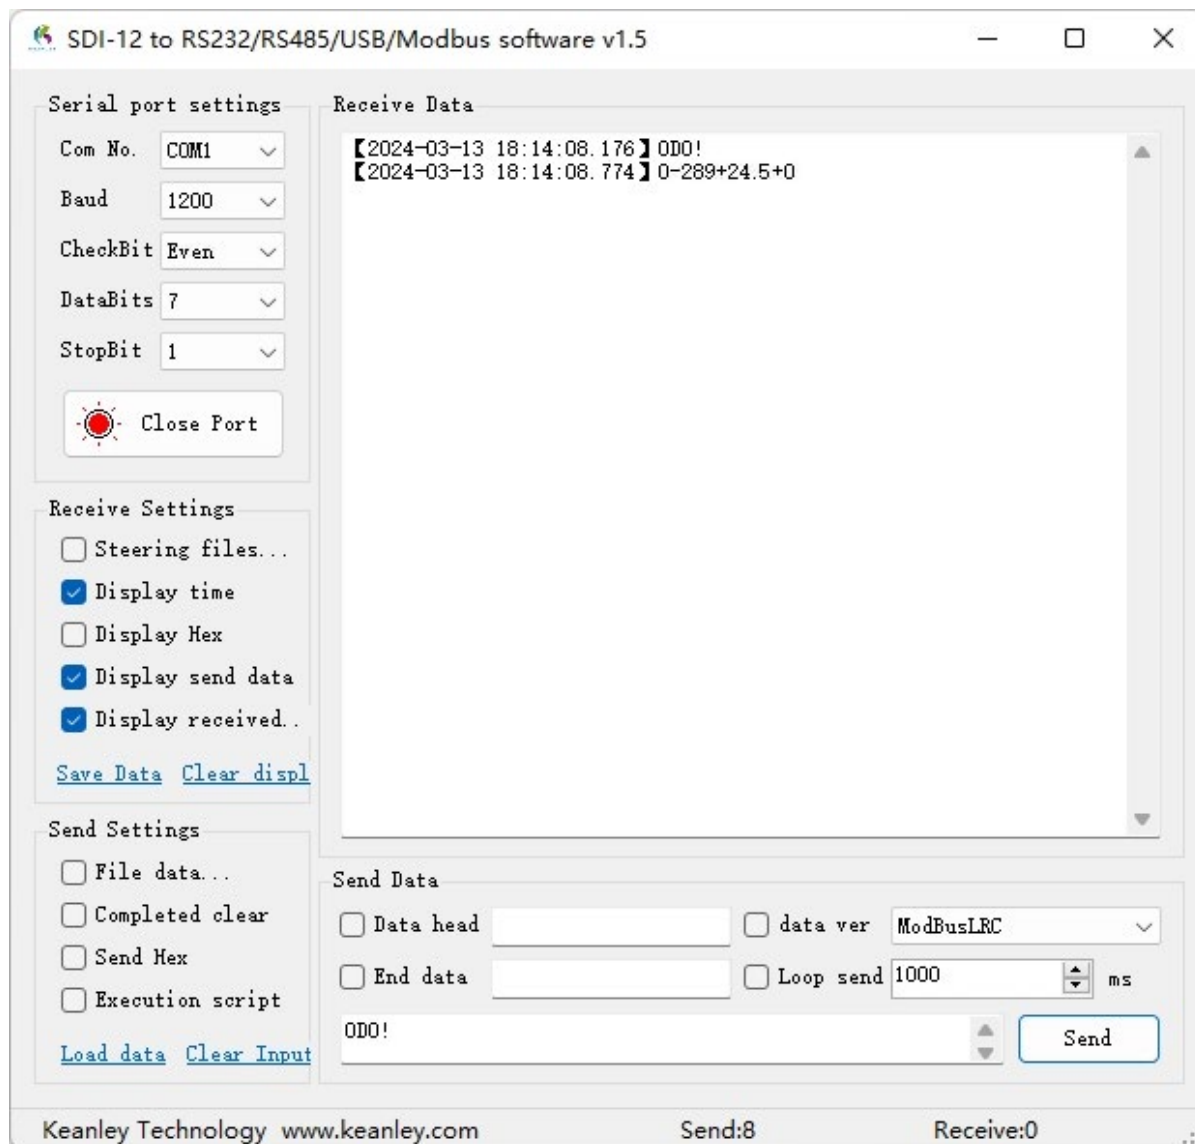 SDI-12 to RS232/RS485/USB/Modbus software v1.5
Serial port settings
Com No. COM1
Baud 1200
CheckBit Even
DataBits 7
StopBit 1
Close Port
Receive Settings
Steering files...
Display time
Display Hex
Display send data
Display received..
Save Data Clear displ
Send Settings
File data...
Completed clear
Send Hex
Execution script
Load data Clear Input
Receive Data
【2024-03-13 18:14:08.176】0D0!
【2024-03-13 18:14:08.774】0-289+24.5+0
Send Data
Data head data ver ModBusLRC
End data Loop send 1000 ms
0D0!
Send
Keanley Technology www.keanley.com Send:8 Receive:0